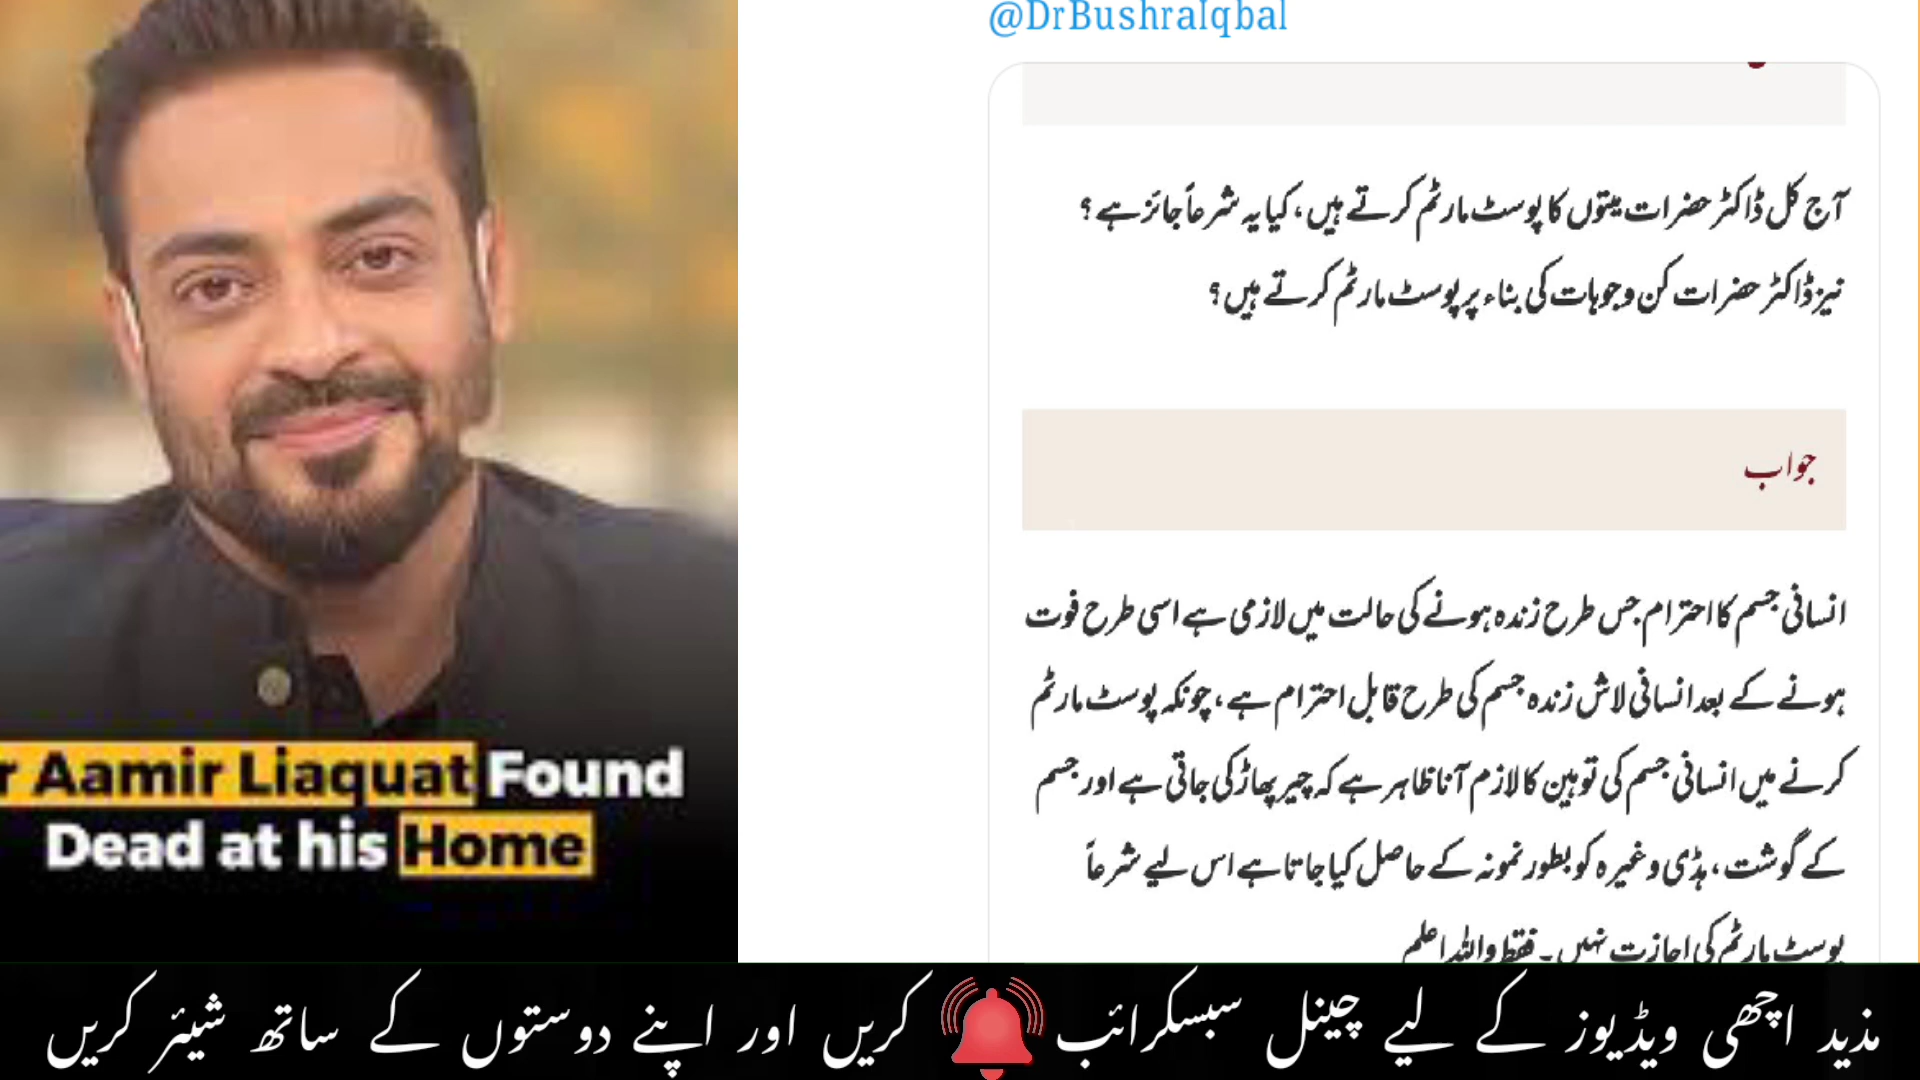 @DrBushraIqbal
آج کل ڈاکٹر حضرات میتوں کا پوسٹ مارٹم کرتے ہیں، کیا یہ شرعاً جائز ہے؟
نیز ڈاکٹر حضرات کن وجوہات کی بناء پر پوسٹ مارٹم کرتے ہیں؟
جواب
انسانی جسم کا احترام جس طرح زندہ ہونے کی حالت میں لازمی ہے اسی طرح فوت
ہونے کے بعد انسانی لاش زندہ جسم کی طرح قابل احترام ہے، چونکہ پوسٹ مارٹم
کرنے میں انسانی جسم کی توہین کا لازم آنا ظاہر ہے کہ چیر پھاڑ کی جاتی ہے اور جسم
کے گوشت، ہڈی وغیرہ کو بطور نمونہ کے حاصل کیا جاتا ہے اس لیے شرعاً
پوسٹ مارٹم کی اجازت نہیں۔ فقط واللہ اعلم
r Aamir Liaquat Found
Dead at his Home
مذید اچھی ویڈیوز کے لیے چینل سبسکرائب کریں اور اپنے دوستوں کے ساتھ شیئر کریں